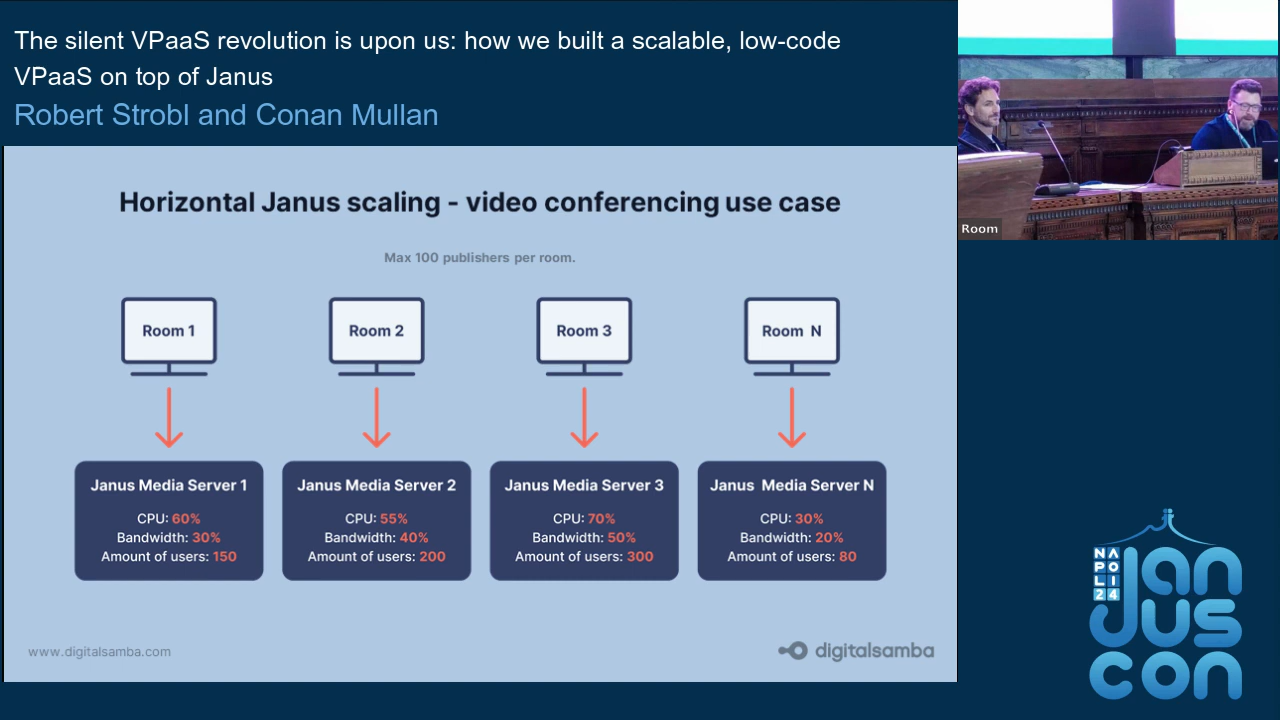 The silent VPaaS revolution is upon us: how we built a scalable, low-code
VPaaS on top of Janus
Robert Strobl and Conan Mullan
Horizontal Janus scaling - video conferencing use case
Max 100 publishers per room.
Room 1
Room 2
Room 3
Room N
Janus Media Server 1
CPU: 60%
Bandwidth: 30%
Amount of users: 150
Janus Media Server 2
CPU: 55%
Bandwidth: 40%
Amount of users: 200
Janus Media Server 3
CPU: 70%
Bandwidth: 50%
Amount of users: 300
Janus Media Server N
CPU: 30%
Bandwidth: 20%
Amount of users: 80
www.digitalsamba.com
digitalsamba
Room
NAPOLI 24
JANUS
CON